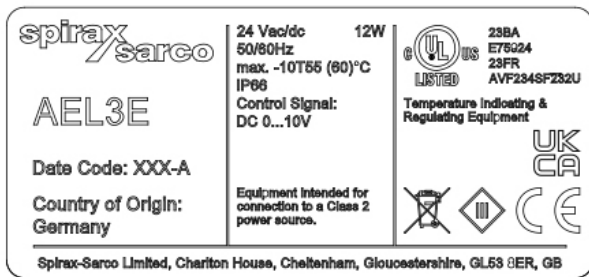 spirax
sarco
AEL3E
Date Code: XXX-A
Country of Origin:
Germany
24 Vac/dc 12W
50/60Hz
max. -10T55 (60)°C
IP66
Control Signal:
DC 0...10V
Equipment intended for
connection to a Class 2
power source.
C UL US
LISTED
23BA
E75924
23FR
AVF234SF232U
Temperature Indicating &
Regulating Equipment
UK
CA
III
CE
Spirax-Sarco Limited, Charlton House, Cheltenham, Gloucestershire, GL53 8ER, GB